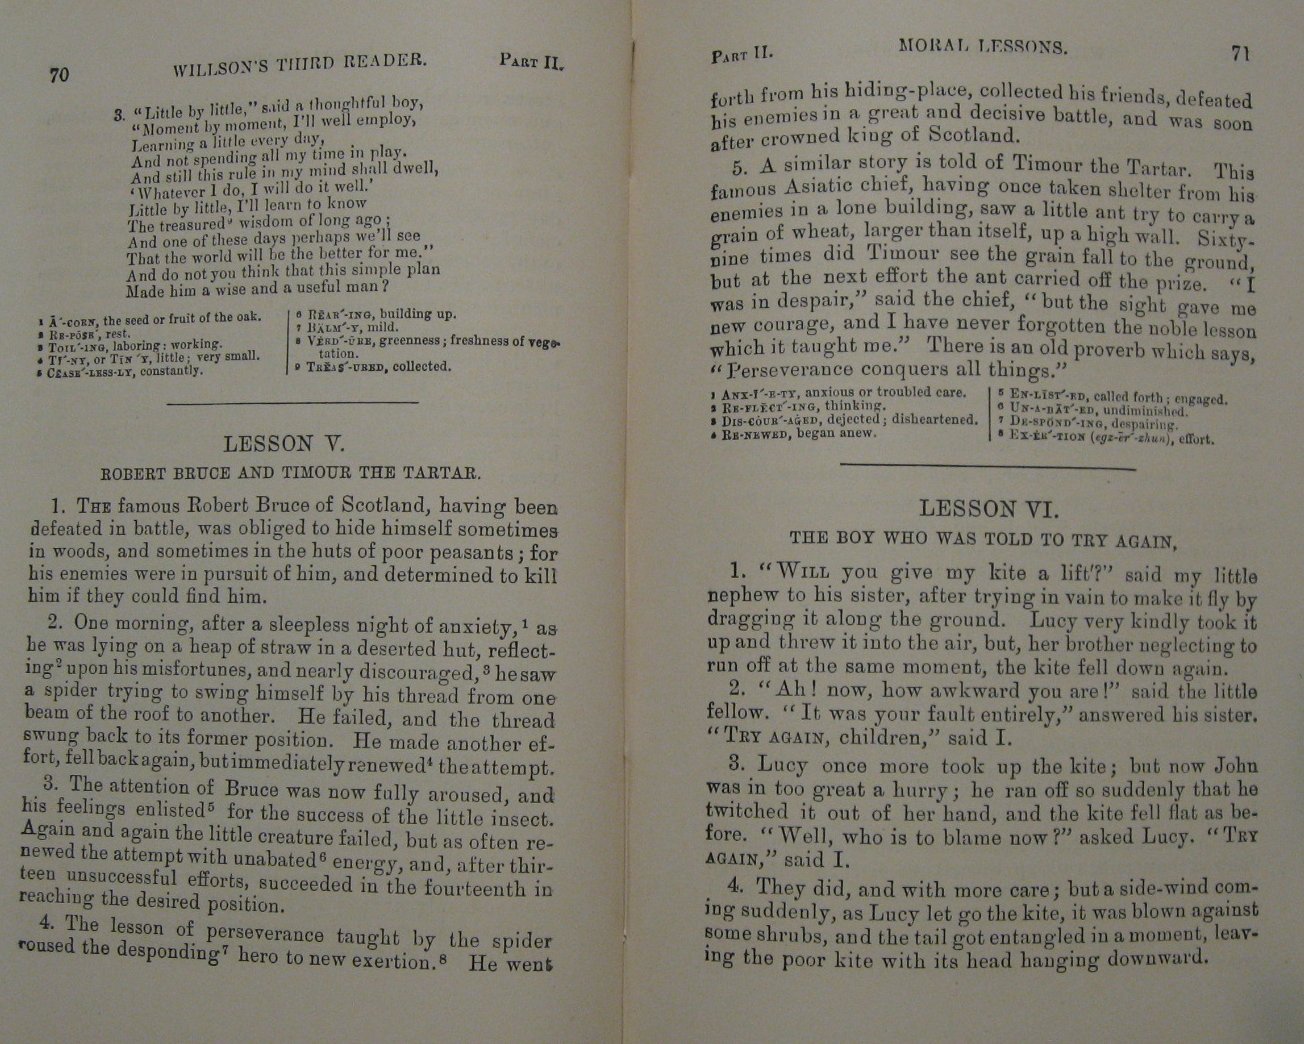 70 WILLSON'S THIRD READER. PART II.
3. "Little by little," said a thoughtful boy,
"Moment by moment, I'll well employ,
Learning a little every day,
And not spending all my time in play.
And still this rule in my mind shall dwell,
'Whatever I do, I will do it well.'
Little by little, I'll learn to know
The treasured⁹ wisdom of long ago;
And one of these days perhaps we'll see
That the world will be the better for me."
And do not you think that this simple plan
Made him a wise and a useful man?
¹ Ā´-CORN, the seed or fruit of the oak.
² RE-PŌSE´, rest.
³ TOIL´-ING, laboring: working.
⁴ TĪ´-NY, or TIN´Y, little; very small.
⁵ CEASE´-LESS-LY, constantly.
⁶ REAR´-ING, building up.
⁷ BÄLM´-Y, mild.
⁸ VERD´-URE, greenness; freshness of vege-
tation.
⁹ TREAS´-URED, collected.
LESSON V.
ROBERT BRUCE AND TIMOUR THE TARTAR.
1. THE famous Robert Bruce of Scotland, having been
defeated in battle, was obliged to hide himself sometimes
in woods, and sometimes in the huts of poor peasants; for
his enemies were in pursuit of him, and determined to kill
him if they could find him.
2. One morning, after a sleepless night of anxiety,¹ as
he was lying on a heap of straw in a deserted hut, reflect-
ing² upon his misfortunes, and nearly discouraged,³ he saw
a spider trying to swing himself by his thread from one
beam of the roof to another. He failed, and the thread
swung back to its former position. He made another ef-
fort, fell back again, but immediately renewed⁴ the attempt.
3. The attention of Bruce was now fully aroused, and
his feelings enlisted⁵ for the success of the little insect.
Again and again the little creature failed, but as often re-
newed the attempt with unabated⁶ energy, and, after thir-
teen unsuccessful efforts, succeeded in the fourteenth in
reaching the desired position.
4. The lesson of perseverance taught by the spider
roused the desponding⁷ hero to new exertion.⁸ He went
PART II. MORAL LESSONS. 71
forth from his hiding-place, collected his friends, defeated
his enemies in a great and decisive battle, and was soon
after crowned king of Scotland.
5. A similar story is told of Timour the Tartar. This
famous Asiatic chief, having once taken shelter from his
enemies in a lone building, saw a little ant try to carry a
grain of wheat, larger than itself, up a high wall. Sixty-
nine times did Timour see the grain fall to the ground,
but at the next effort the ant carried off the prize. "I
was in despair," said the chief, "but the sight gave me
new courage, and I have never forgotten the noble lesson
which it taught me." There is an old proverb which says,
"Perseverance conquers all things."
¹ ANX-Ī´-E-TY, anxious or troubled care.
² RE-FLECT´-ING, thinking.
³ DIS-COUR´-AGED, dejected; disheartened.
⁴ RE-NEWED, began anew.
⁵ EN-LIST´-ED, called forth; engaged.
⁶ UN-A-BĀT´-ED, undiminished.
⁷ DE-SPOND´-ING, despairing.
⁸ EX-ER´-TION (egz-ĕr´-zhun), effort.
LESSON VI.
THE BOY WHO WAS TOLD TO TRY AGAIN.
1. "WILL you give my kite a lift'?" said my little
nephew to his sister, after trying in vain to make it fly by
dragging it along the ground. Lucy very kindly took it
up and threw it into the air, but, her brother neglecting to
run off at the same moment, the kite fell down again.
2. "Ah! now, how awkward you are!" said the little
fellow. "It was your fault entirely," answered his sister.
"TRY AGAIN, children," said I.
3. Lucy once more took up the kite; but now John
was in too great a hurry; he ran off so suddenly that he
twitched it out of her hand, and the kite fell flat as be-
fore. "Well, who is to blame now?" asked Lucy. "TRY
AGAIN," said I.
4. They did, and with more care; but a side-wind com-
ing suddenly, as Lucy let go the kite, it was blown against
some shrubs, and the tail got entangled in a moment, leav-
ing the poor kite with its head hanging downward.